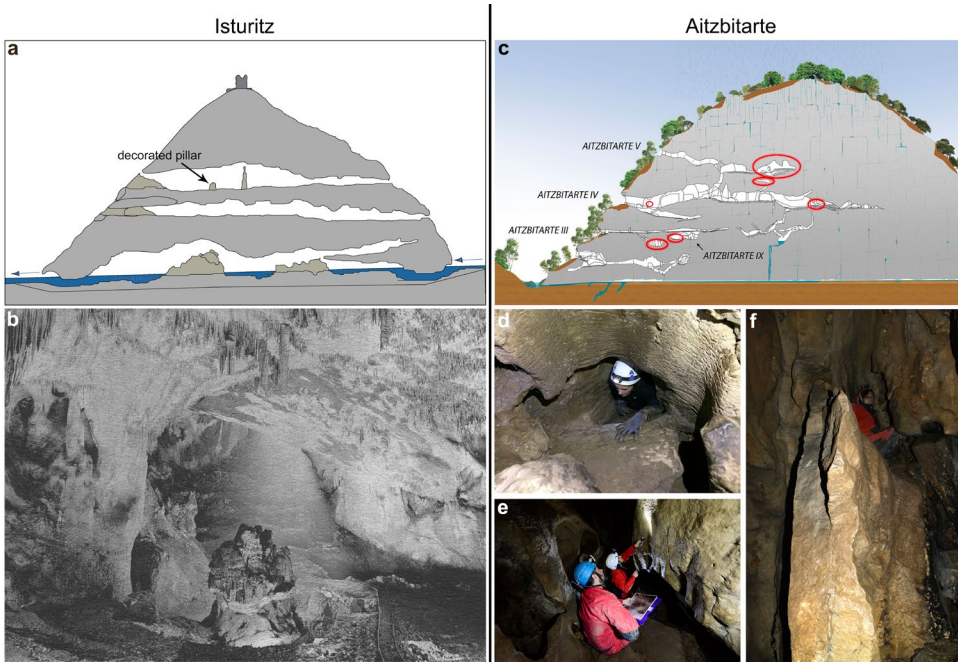 Isturitz
Aitzbitarte
a
decorated pillar
c
AITZBITARTE V
AITZBITARTE IV
AITZBITARTE III
AITZBITARTE IX
b
d
f
e